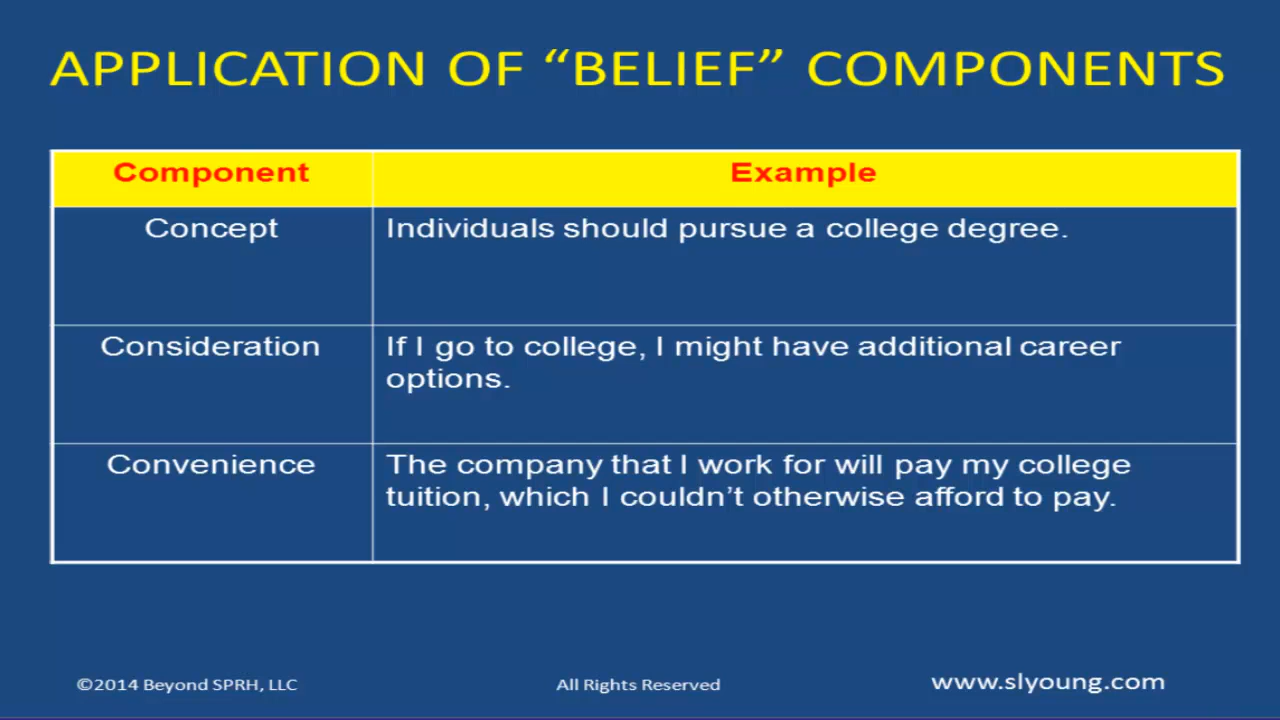 APPLICATION OF “BELIEF” COMPONENTS
Component
Example
Concept
Individuals should pursue a college degree.
Consideration
If I go to college, I might have additional career
options.
Convenience
The company that I work for will pay my college
tuition, which I couldn’t otherwise afford to pay.
©2014 Beyond SPRH, LLC
All Rights Reserved
www.slyoung.com